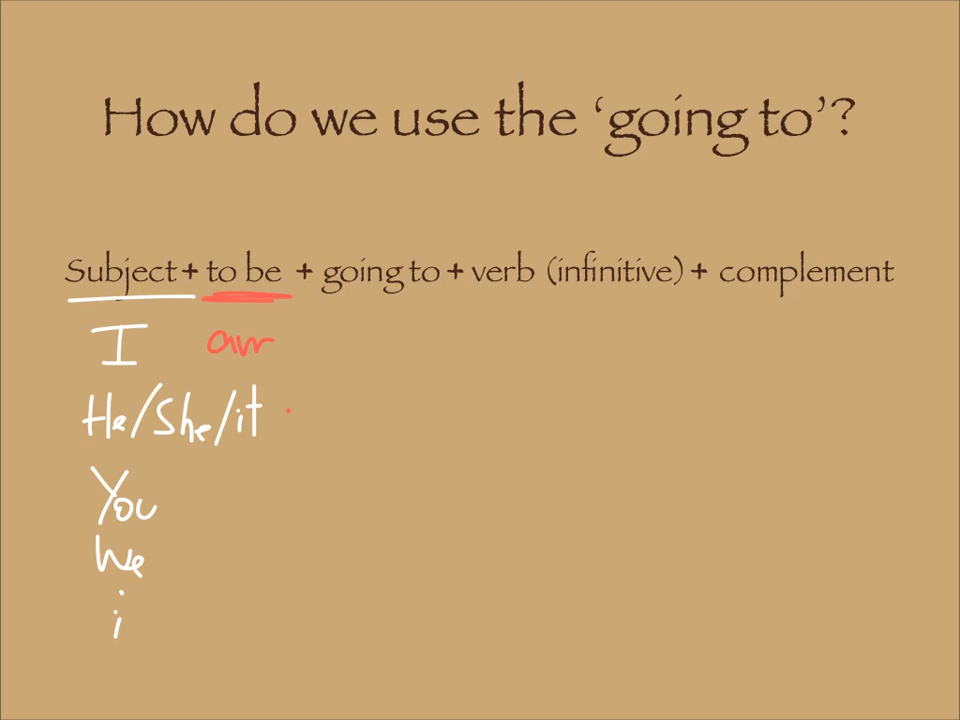 How do we use the 'going to'?
Subject + to be + going to + verb (infinitive) + complement
I am
He/She/it
You
We
i